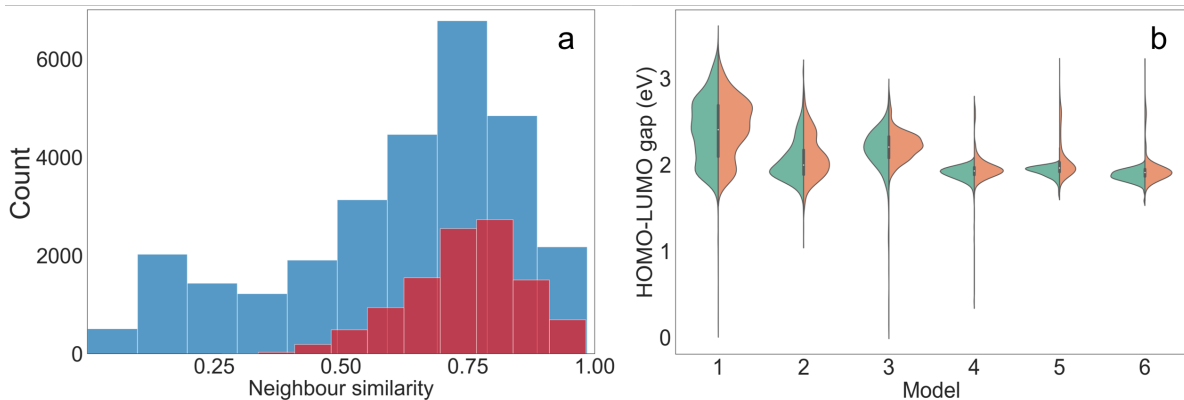 a
6000
4000
2000
0
Count
0.25 0.50 0.75 1.00
Neighbour similarity
b
3
2
1
0
HOMO-LUMO gap (eV)
1 2 3 4 5 6
Model